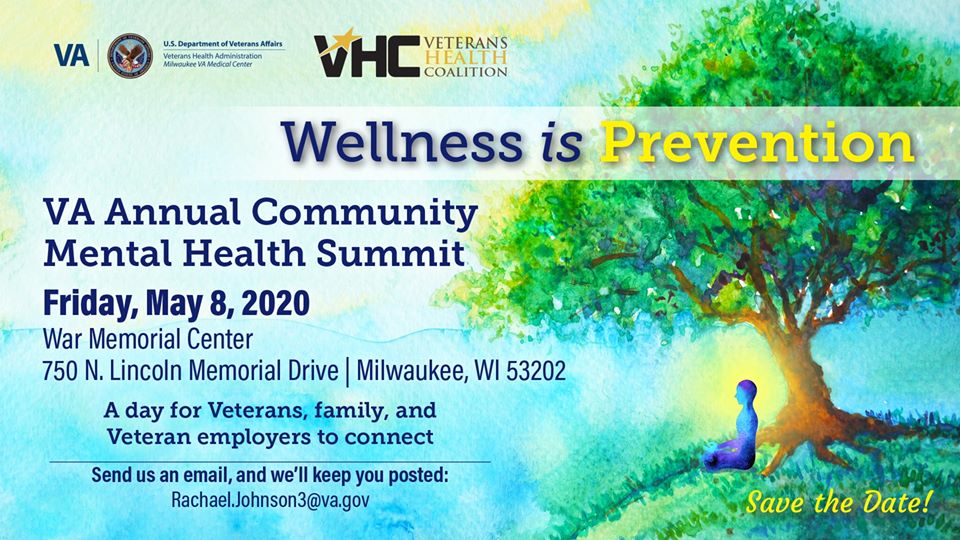 VA
U.S. Department of Veterans Affairs
Veterans Health Administration
Milwaukee VA Medical Center
VHC
VETERANS
HEALTH
COALITION
Wellness is Prevention
VA Annual Community
Mental Health Summit
Friday, May 8, 2020
War Memorial Center
750 N. Lincoln Memorial Drive | Milwaukee, WI 53202
A day for Veterans, family, and
Veteran employers to connect
Send us an email, and we’ll keep you posted:
Rachael.Johnson3@va.gov
Save the Date!